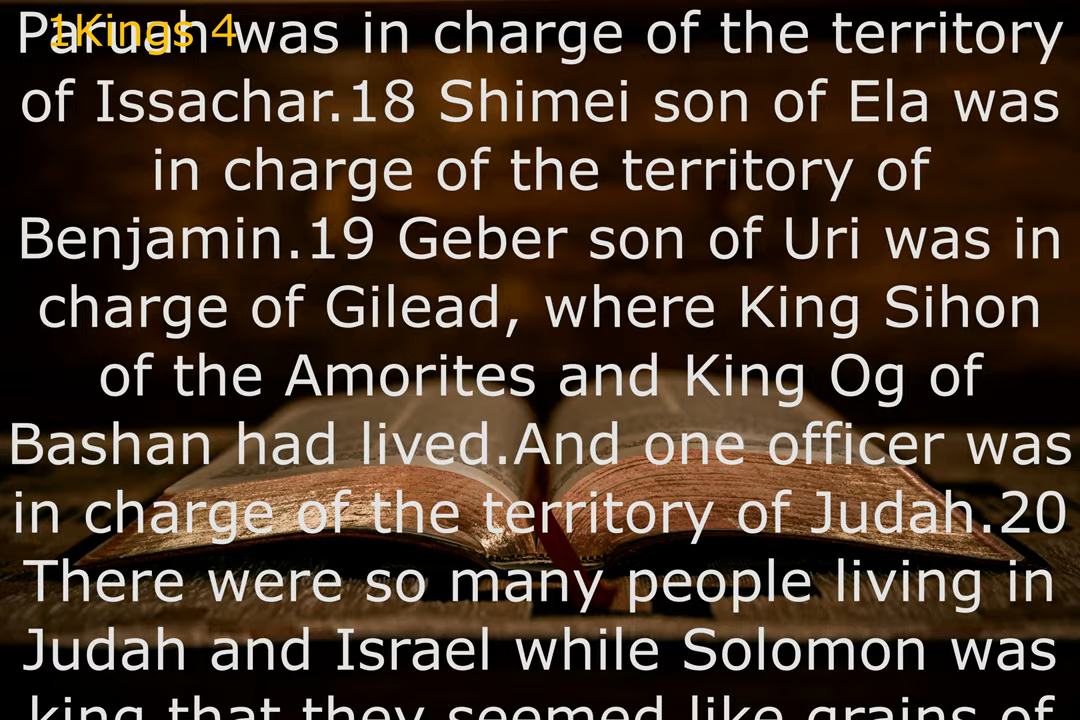 1Kings 4
Paruah was in charge of the territory
of Issachar.18 Shimei son of Ela was
in charge of the territory of
Benjamin.19 Geber son of Uri was in
charge of Gilead, where King Sihon
of the Amorites and King Og of
Bashan had lived.And one officer was
in charge of the territory of Judah.20
There were so many people living in
Judah and Israel while Solomon was
king that they seemed like grains of